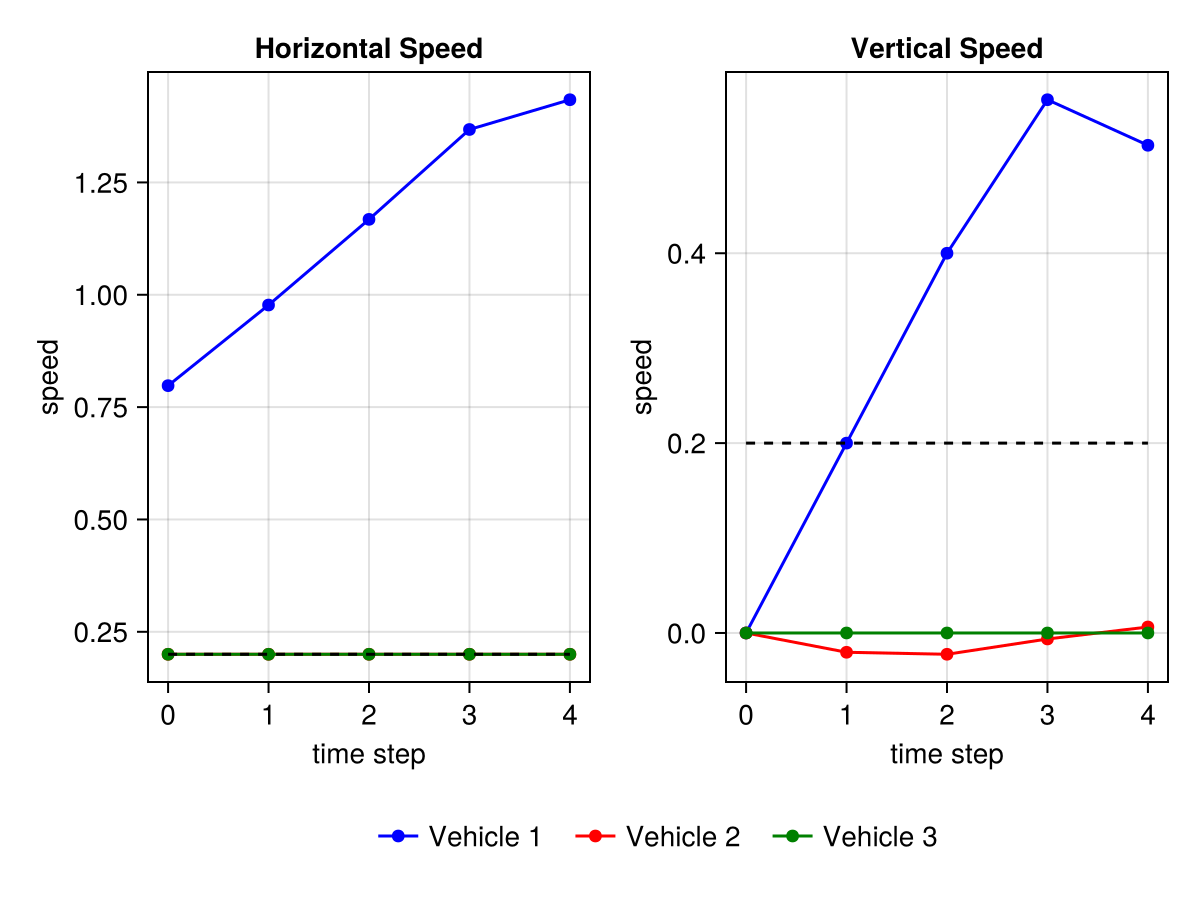 Horizontal Speed
speed
1.25
1.00
0.75
0.50
0.25
0 1 2 3 4
time step
Vertical Speed
speed
0.4
0.2
0.0
0 1 2 3 4
time step
Vehicle 1 Vehicle 2 Vehicle 3